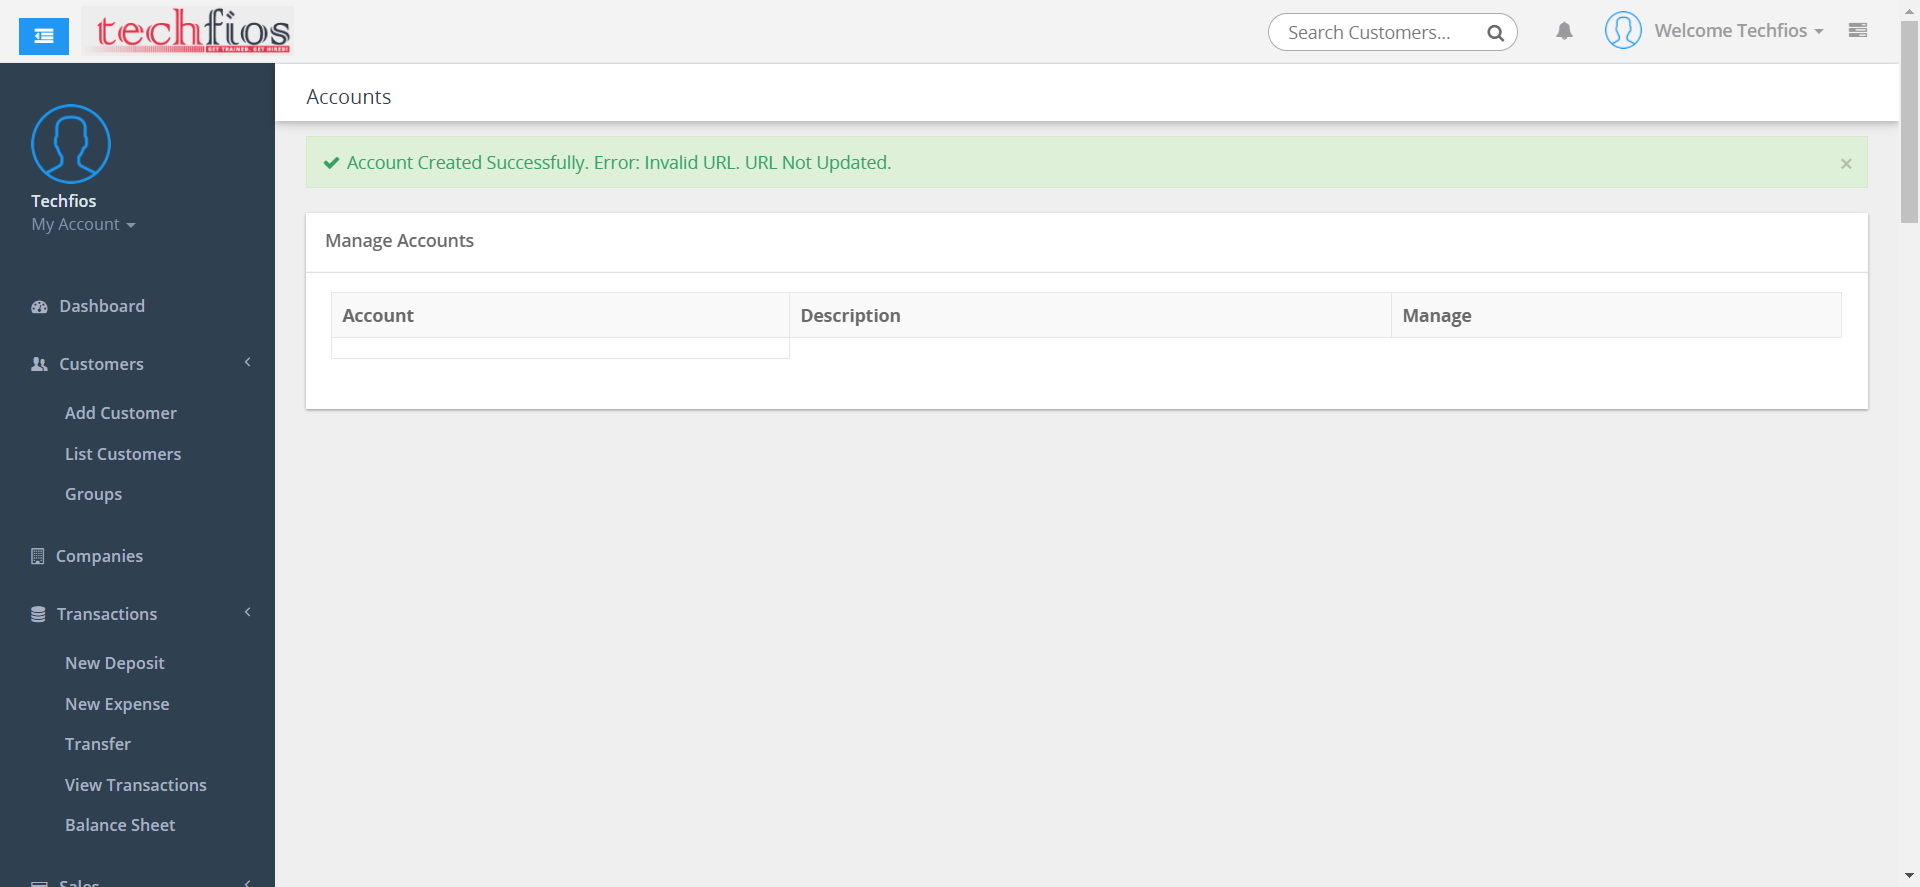 techfios
GET TRAINED. GET HIRED!
Search Customers...
Welcome Techfios
Accounts
Account Created Successfully. Error: Invalid URL. URL Not Updated.
×
Techfios
My Account
Manage Accounts
Account Description Manage
Dashboard
Customers
Add Customer
List Customers
Groups
Companies
Transactions
New Deposit
New Expense
Transfer
View Transactions
Balance Sheet
Sales